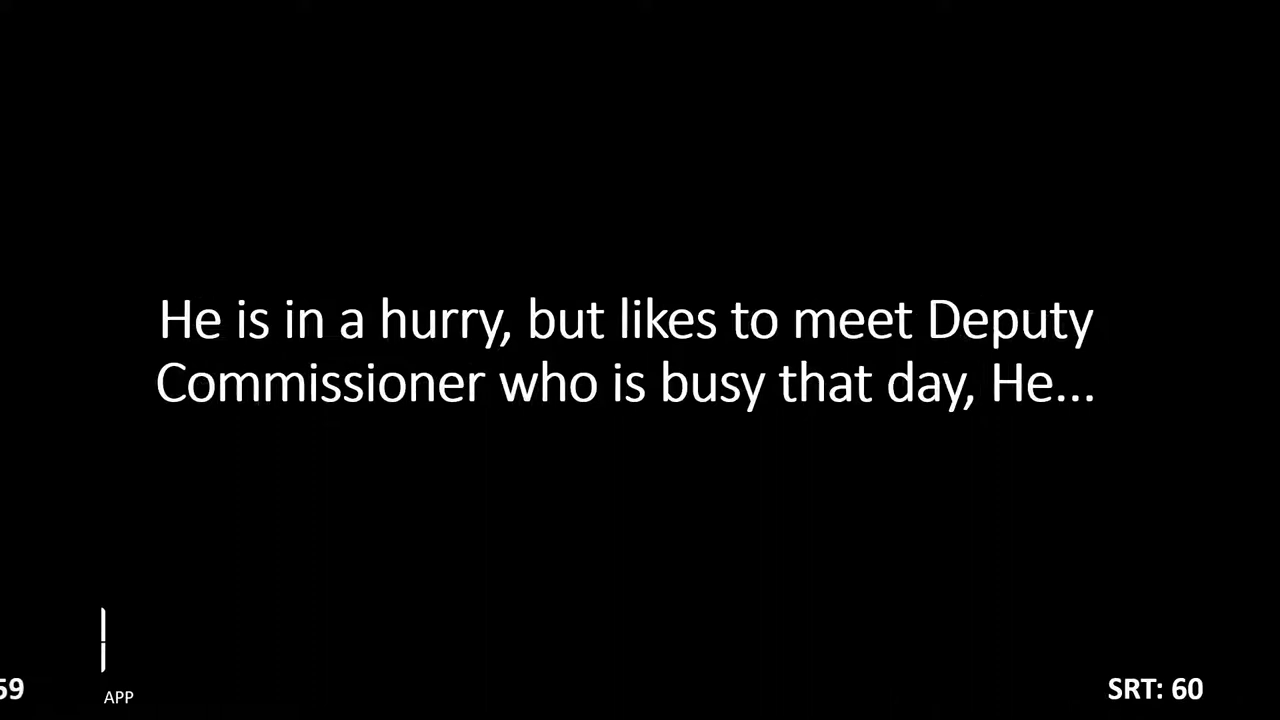 He is in a hurry, but likes to meet Deputy
Commissioner who is busy that day, He...
59
APP
SRT: 60